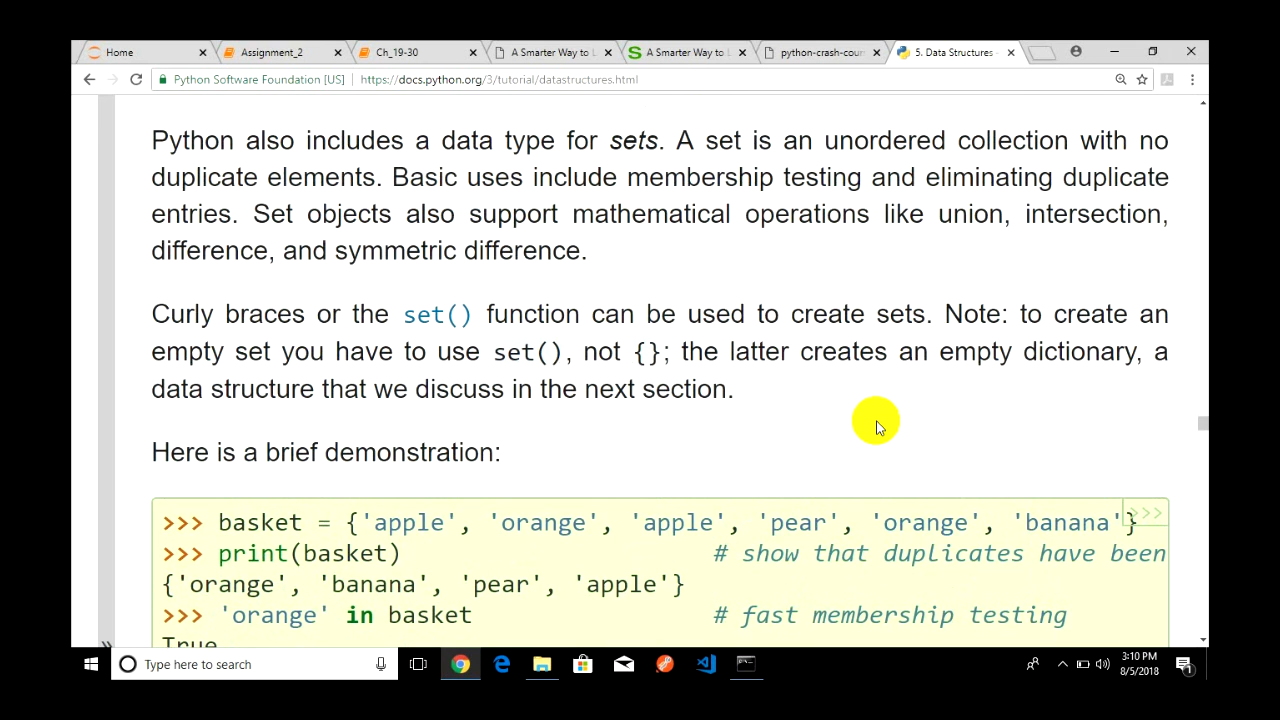 Home
Assignment_2
Ch_19-30
A Smarter Way to L
A Smarter Way to L
python-crash-cour
5. Data Structures
Python Software Foundation [US] | https://docs.python.org/3/tutorial/datastructures.html
Python also includes a data type for sets. A set is an unordered collection with no
duplicate elements. Basic uses include membership testing and eliminating duplicate
entries. Set objects also support mathematical operations like union, intersection,
difference, and symmetric difference.
Curly braces or the set() function can be used to create sets. Note: to create an
empty set you have to use set(), not {}; the latter creates an empty dictionary, a
data structure that we discuss in the next section.
Here is a brief demonstration:
>>>
>>> basket = {'apple', 'orange', 'apple', 'pear', 'orange', 'banana'}
>>> print(basket) # show that duplicates have been
{'orange', 'banana', 'pear', 'apple'}
>>> 'orange' in basket # fast membership testing
True
»
Type here to search
3:10 PM
8/5/2018
1